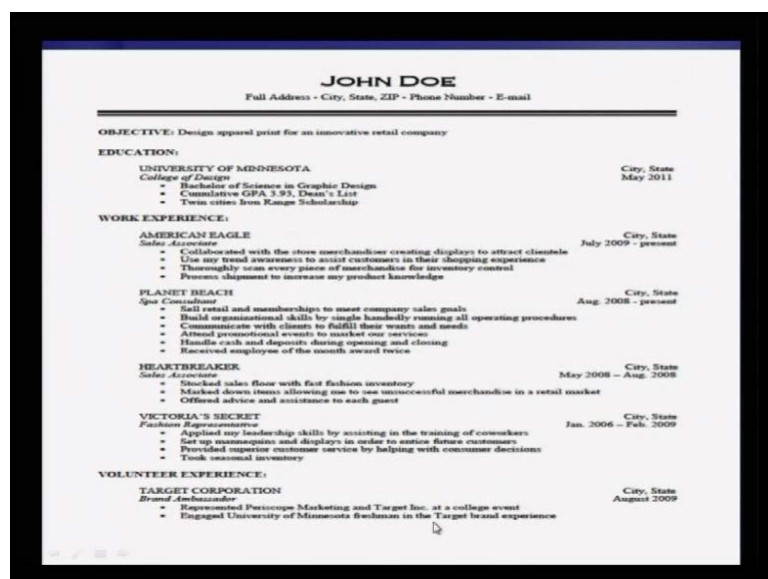 JOHN DOE
Full Address - City, State, ZIP - Phone Number - E-mail
OBJECTIVE: Design apparel print for an innovative retail company
EDUCATION:
UNIVERSITY OF MINNESOTA City, State
College of Design May 2011
• Bachelor of Science in Graphic Design
• Cumulative GPA 3.93, Dean's List
• Twin cities Iron Range Scholarship
WORK EXPERIENCE:
AMERICAN EAGLE City, State
Sales Associate July 2009 - present
• Collaborated with the store merchandiser creating displays to attract clientele
• Use my trend awareness to assist customers in their shopping experience
• Thoroughly scan every piece of merchandise for inventory control
• Process shipment to increase my product knowledge
PLANET BEACH City, State
Spa Consultant Aug. 2008 - present
• Sell retail and memberships to meet company sales goals
• Build organizational skills by single handedly running all operating procedures
• Communicate with clients to fulfill their wants and needs
• Attend promotional events to market our services
• Handle cash and deposits during opening and closing
• Received employee of the month award twice
HEARTBREAKER City, State
Sales Associate May 2008 – Aug. 2008
• Stocked sales floor with fast fashion inventory
• Marked down items allowing me to see unsuccessful merchandise in a retail market
• Offered advice and assistance to each guest
VICTORIA'S SECRET City, State
Fashion Representative Jan. 2006 – Feb. 2009
• Applied my leadership skills by assisting in the training of coworkers
• Set up mannequins and displays in order to entice future customers
• Provided superior customer service by helping with consumer decisions
• Took seasonal inventory
VOLUNTEER EXPERIENCE:
TARGET CORPORATION City, State
Brand Ambassador August 2009
• Represented Periscope Marketing and Target Inc. at a college event
• Engaged University of Minnesota freshman in the Target brand experience